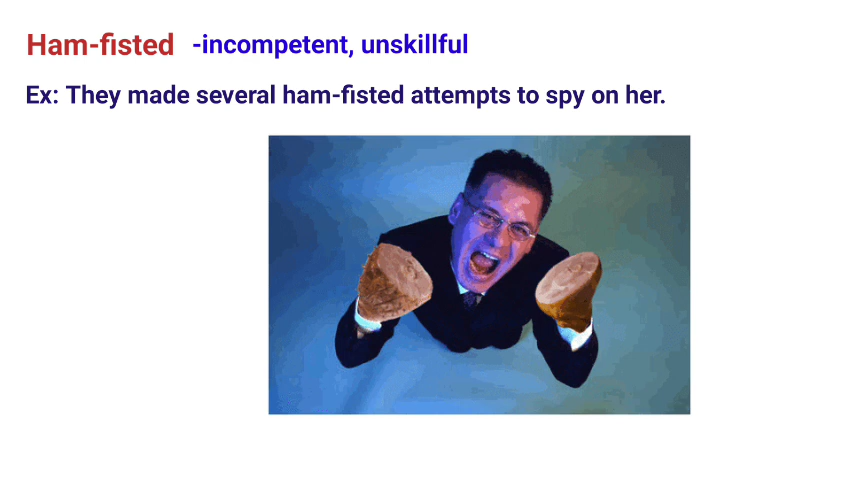 Ham-fisted -incompetent, unskillful
Ex: They made several ham-fisted attempts to spy on her.